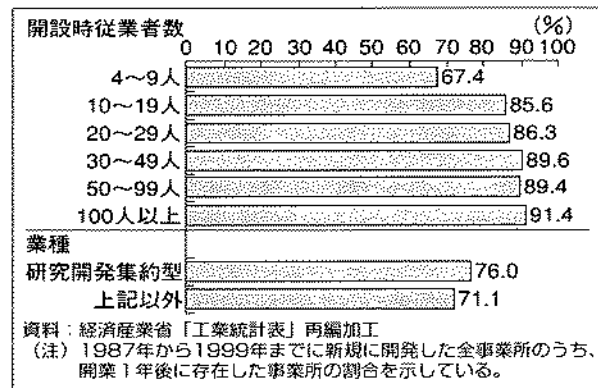 開設時従業者数 (%)
0 10 20 30 40 50 60 70 80 90 100
4〜9人 67.4
10〜19人 85.6
20〜29人 86.3
30〜49人 89.6
50〜99人 89.4
100人以上 91.4
業種
研究開発集約型 76.0
上記以外 71.1
資料：経済産業省「工業統計表」再編加工
（注）1987年から1999年までに新規に開発した全事業所のうち、
開業1年後に存在した事業所の割合を示している。